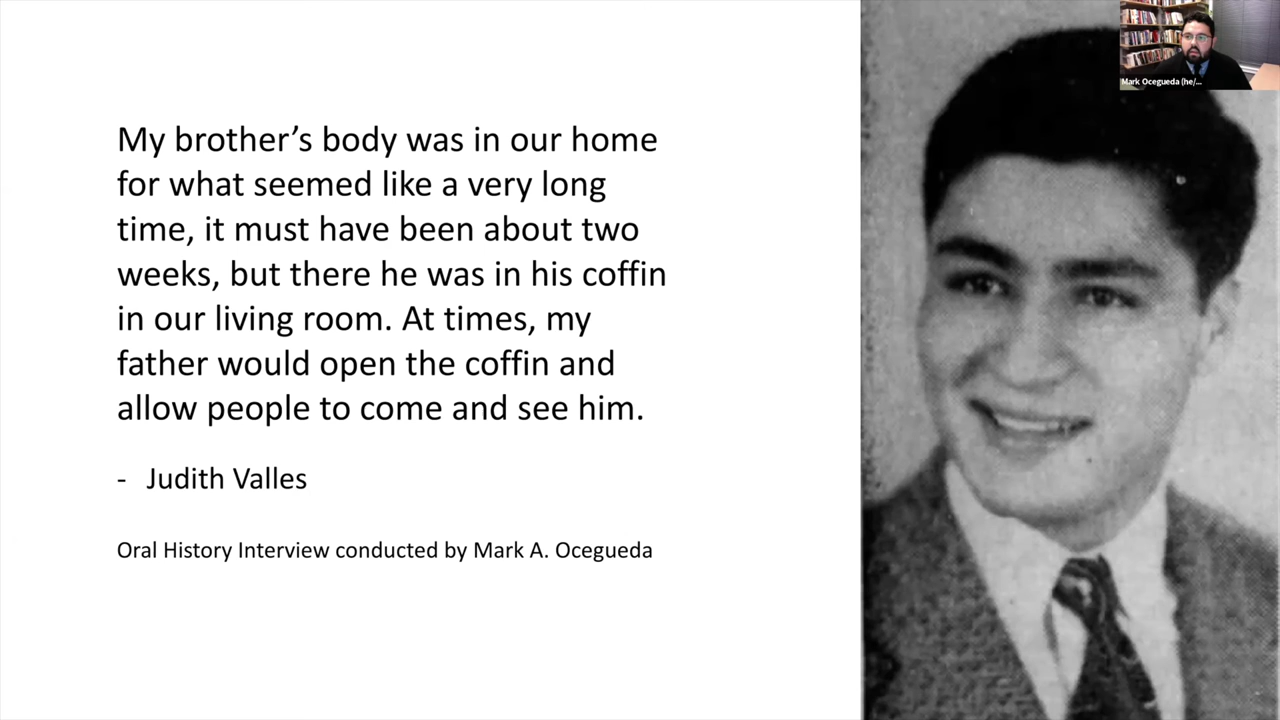 My brother’s body was in our home
for what seemed like a very long
time, it must have been about two
weeks, but there he was in his coffin
in our living room. At times, my
father would open the coffin and
allow people to come and see him.
- Judith Valles
Oral History Interview conducted by Mark A. Ocegueda
Mark Ocegueda (he/...